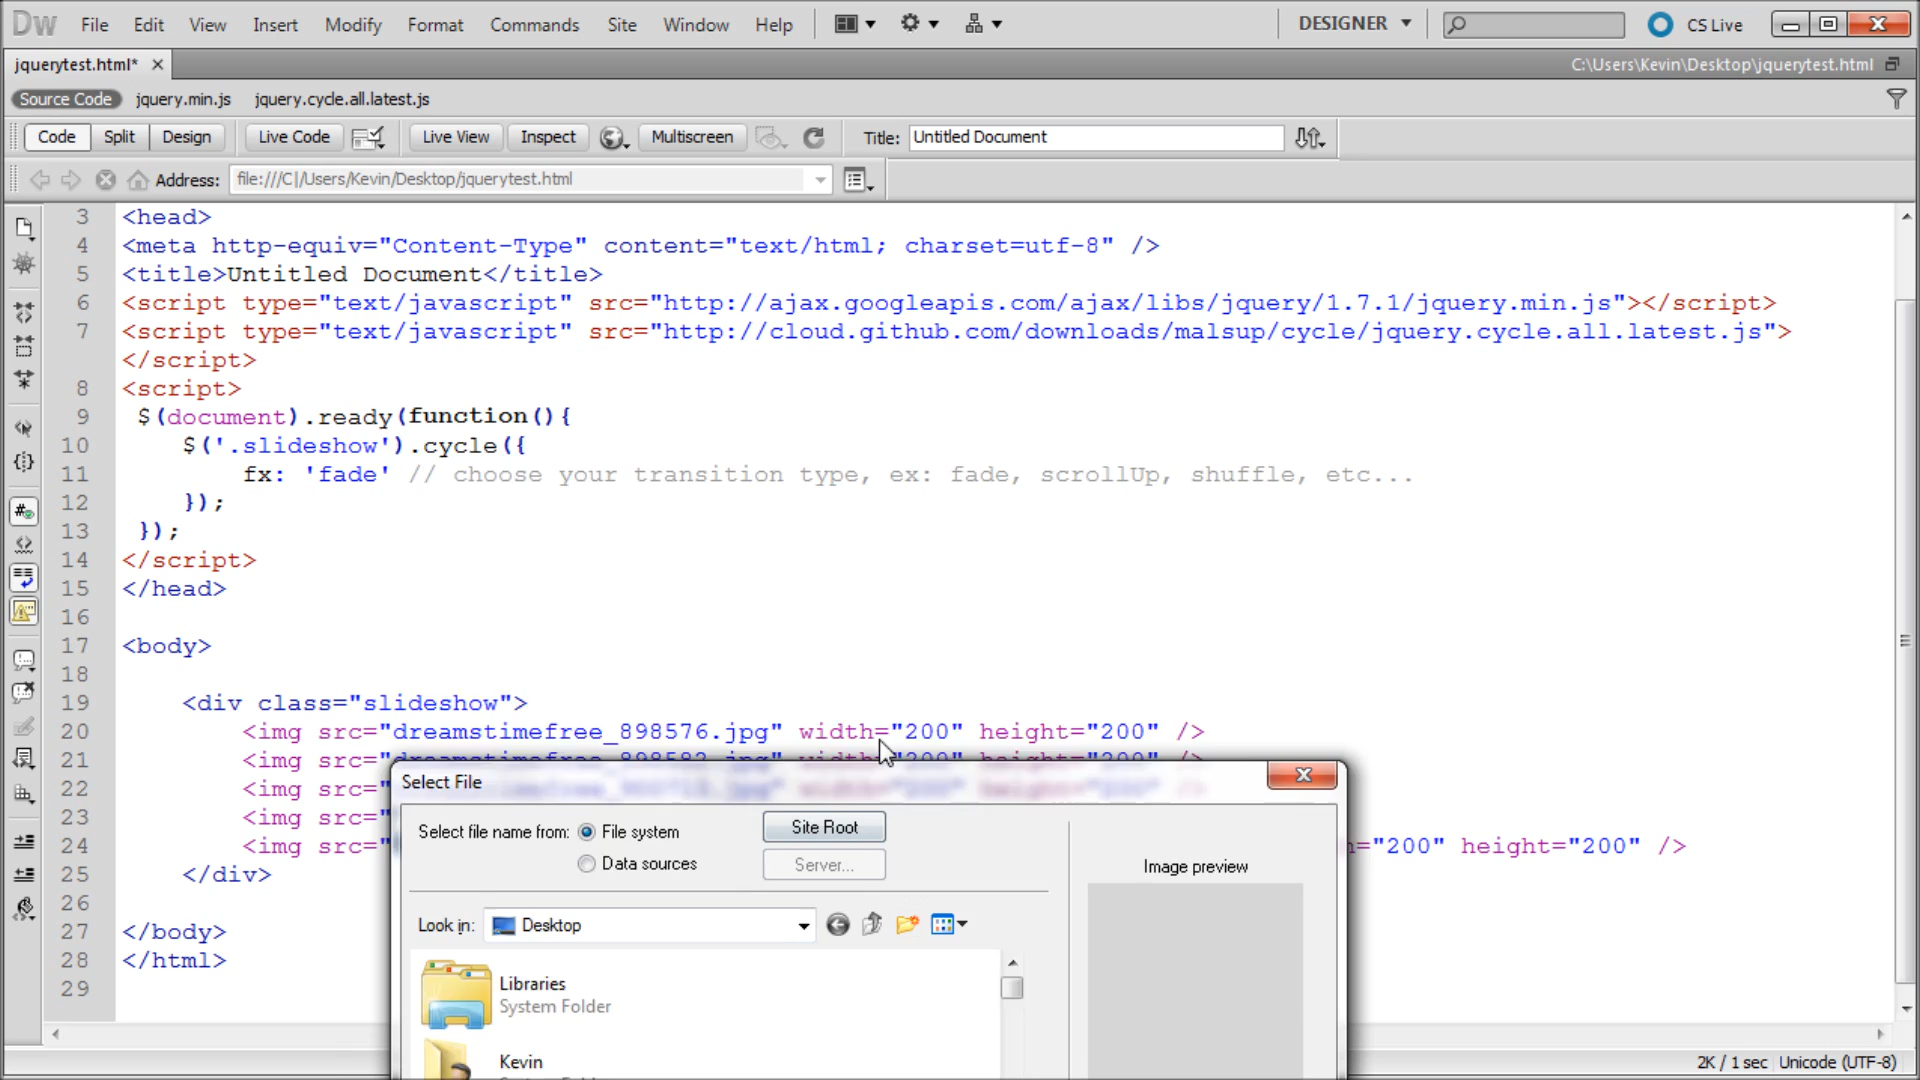 Dw File Edit View Insert Modify Format Commands Site Window Help DESIGNER CS Live
jquerytest.html* C:\Users\Kevin\Desktop\jquerytest.html
Source Code jquery.min.js jquery.cycle.all.latest.js
Code Split Design Live Code Live View Inspect Multiscreen Title: Untitled Document
Address: file:///C|/Users/Kevin/Desktop/jquerytest.html
3 <head>
4 <meta http-equiv="Content-Type" content="text/html; charset=utf-8" />
5 <title>Untitled Document</title>
6 <script type="text/javascript" src="http://ajax.googleapis.com/ajax/libs/jquery/1.7.1/jquery.min.js"></script>
7 <script type="text/javascript" src="http://cloud.github.com/downloads/malsup/cycle/jquery.cycle.all.latest.js">
</script>
8 <script>
9 $(document).ready(function(){
10 $('.slideshow').cycle({
11 fx: 'fade' // choose your transition type, ex: fade, scrollUp, shuffle, etc...
12 });
13 });
14 </script>
15 </head>
16
17 <body>
18
19 <div class="slideshow">
20 <img src="dreamstimefree_898576.jpg" width="200" height="200" />
21 <img src=
22 <img src=
23 <img src=
24 <img src= ="200" height="200" />
25 </div>
26
27 </body>
28 </html>
29
Select File
Select file name from: File system Site Root
Data sources Server...
Image preview
Look in: Desktop
Libraries
System Folder
Kevin
2K / 1 sec Unicode (UTF-8)